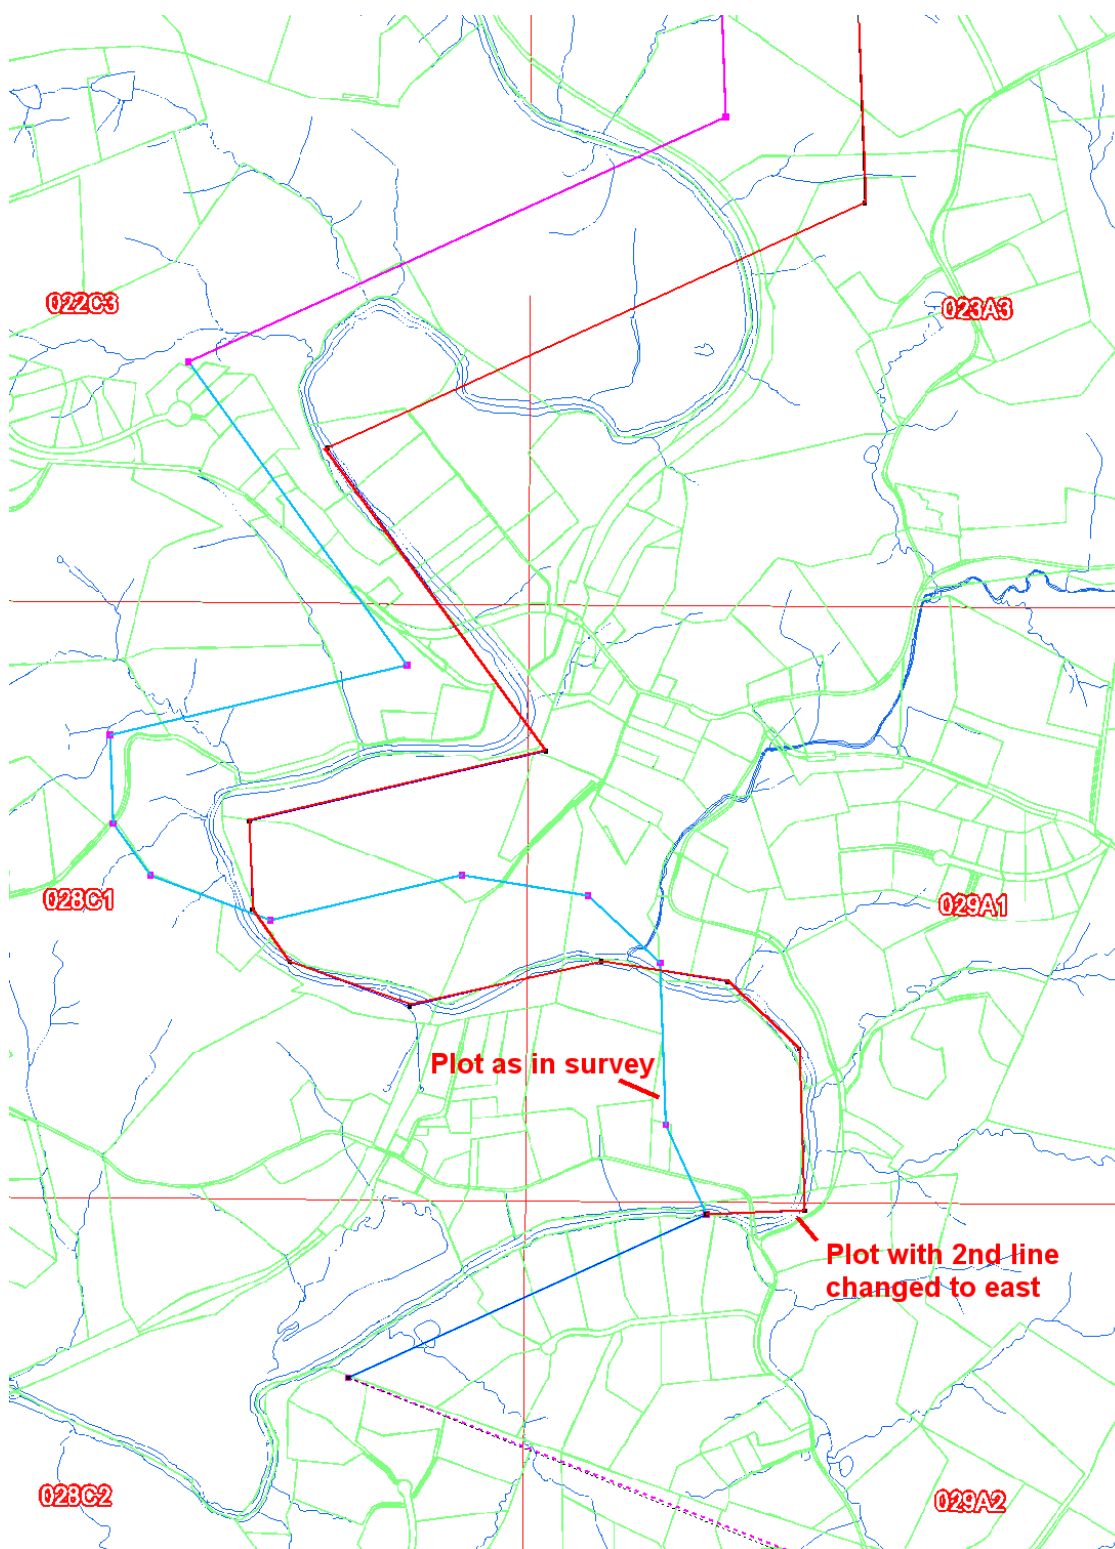 022C3
023A3
028C1
029A1
Plot as in survey
Plot with 2nd line
changed to east
028C2
029A2